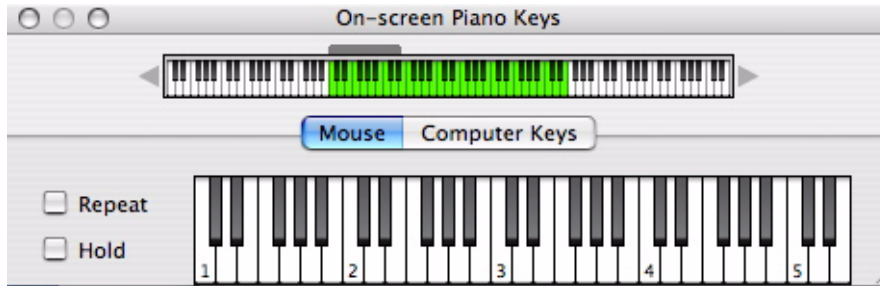 On-screen Piano Keys
Mouse Computer Keys
Repeat
Hold
1 2 3 4 5